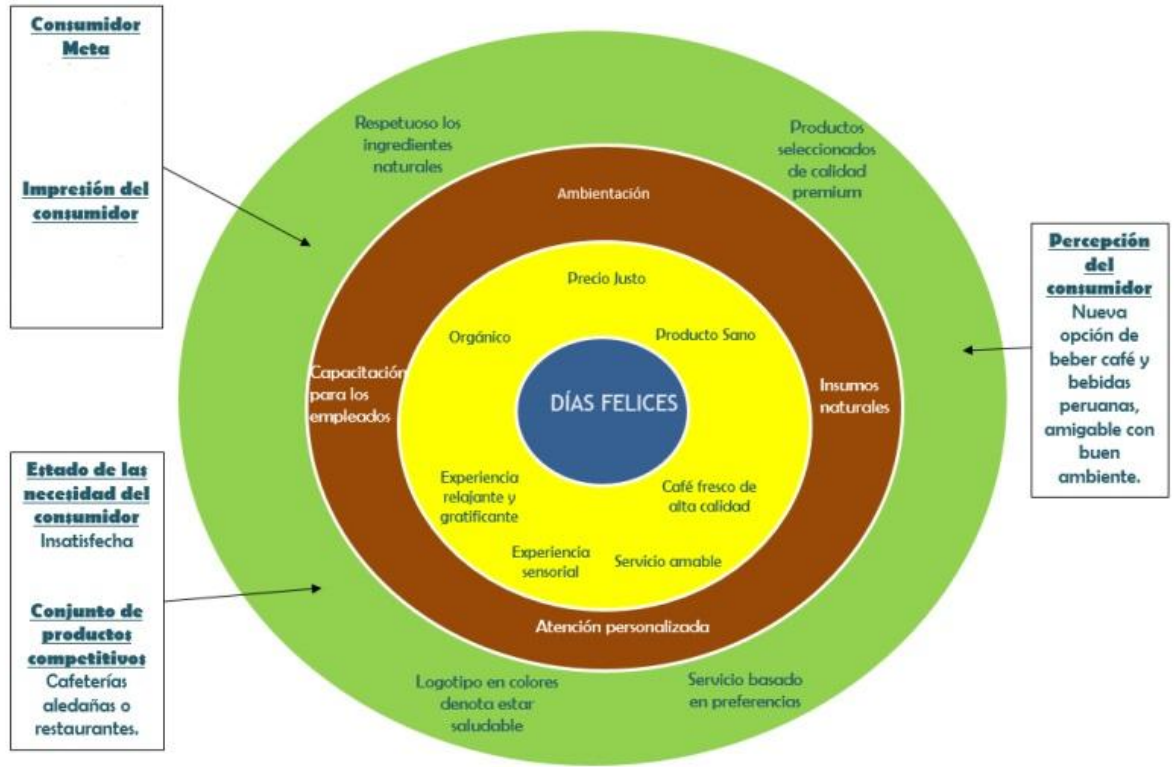 Consumidor
Meta
Impresión del
consumidor
Estado de las
necesidad del
consumidor
Insatisfecha
Conjunto de
productos
competitivos
Cafeterías
aledañas o
restaurantes.
Respetuoso los
ingredientes
naturales
Productos
seleccionados
de calidad
premium
Ambientación
Precio Justo
Orgánico
Producto Sano
Capacitación
para los
empleados
DÍAS FELICES
Insumos
naturales
Experiencia
relajante y
gratificante
Café fresco de
alta calidad
Experiencia
sensorial
Servicio amable
Atención personalizada
Logotipo en colores
denota estar
saludable
Servicio basado
en preferencias
Percepción
del
consumidor
Nueva
opción de
beber café y
bebidas
peruanas,
amigable con
buen
ambiente.